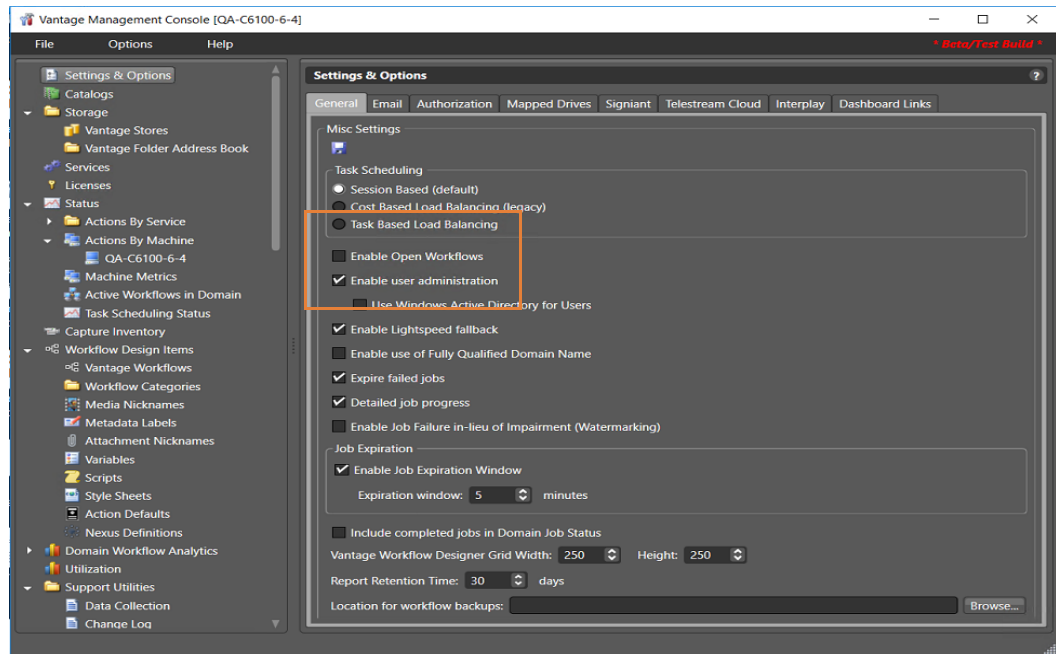 Vantage Management Console [QA-C6100-6-4]
File Options Help
* Beta/Test Build *
Settings & Options
Catalogs
Storage
Vantage Stores
Vantage Folder Address Book
Services
Licenses
Status
Actions By Service
Actions By Machine
QA-C6100-6-4
Machine Metrics
Active Workflows in Domain
Task Scheduling Status
Capture Inventory
Workflow Design Items
Vantage Workflows
Workflow Categories
Media Nicknames
Metadata Labels
Attachment Nicknames
Variables
Scripts
Style Sheets
Action Defaults
Nexus Definitions
Domain Workflow Analytics
Utilization
Support Utilities
Data Collection
Change Log
Settings & Options
?
General Email Authorization Mapped Drives Signiant Telestream Cloud Interplay Dashboard Links
Misc Settings
Task Scheduling
Session Based (default)
Cost Based Load Balancing (legacy)
Task Based Load Balancing
Enable Open Workflows
Enable user administration
Use Windows Active Directory for Users
Enable Lightspeed fallback
Enable use of Fully Qualified Domain Name
Expire failed jobs
Detailed job progress
Enable Job Failure in-lieu of Impairment (Watermarking)
Job Expiration
Enable Job Expiration Window
Expiration window: 5 minutes
Include completed jobs in Domain Job Status
Vantage Workflow Designer Grid Width: 250 Height: 250
Report Retention Time: 30 days
Location for workflow backups: Browse...